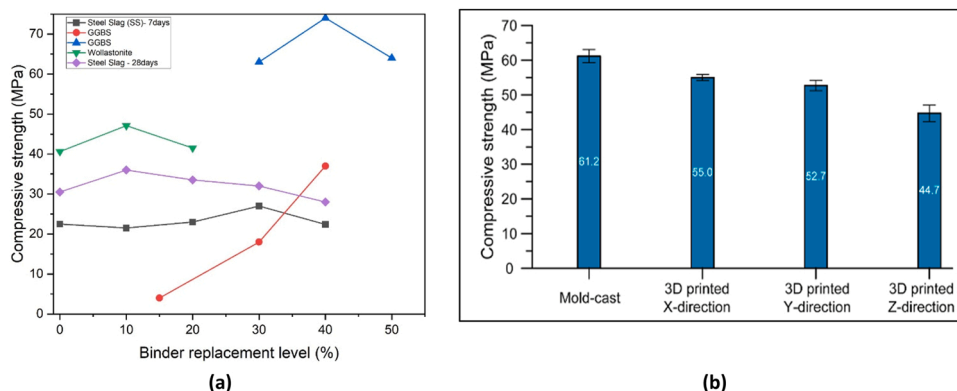 Compressive strength (MPa)
70
60
50
40
30
20
10
0
Steel Slag (SS)- 7days
GGBS
GGBS
Wollastonite
Steel Slag - 28days
0 10 20 30 40 50
Binder replacement level (%)
(a)
Compressive strength (MPa)
70
60
50
40
30
20
10
0
61.2
55.0
52.7
44.7
Mold-cast
3D printed
X-direction
3D printed
Y-direction
3D printed
Z-direction
(b)